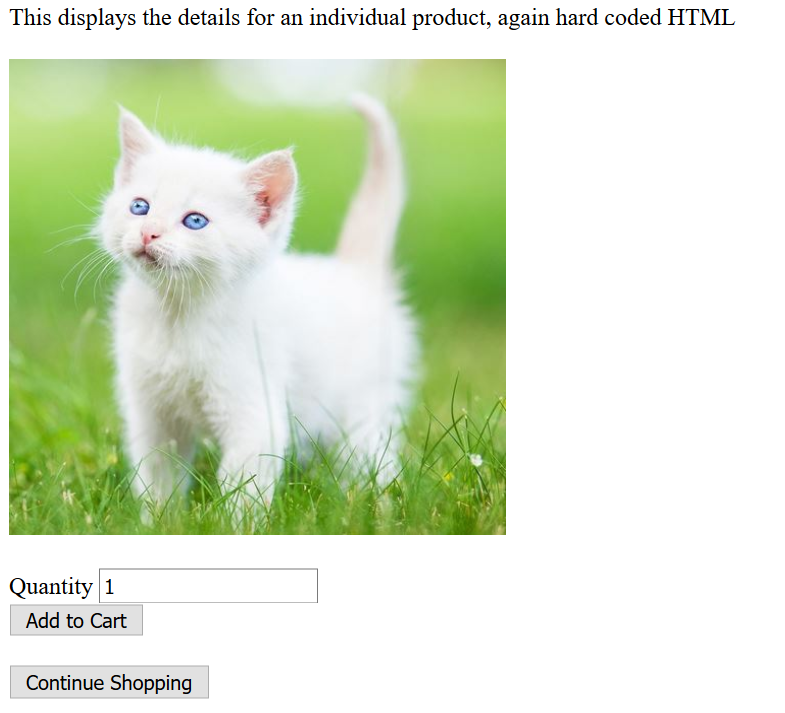 This displays the details for an individual product, again hard coded HTML
Quantity 1
Add to Cart
Continue Shopping